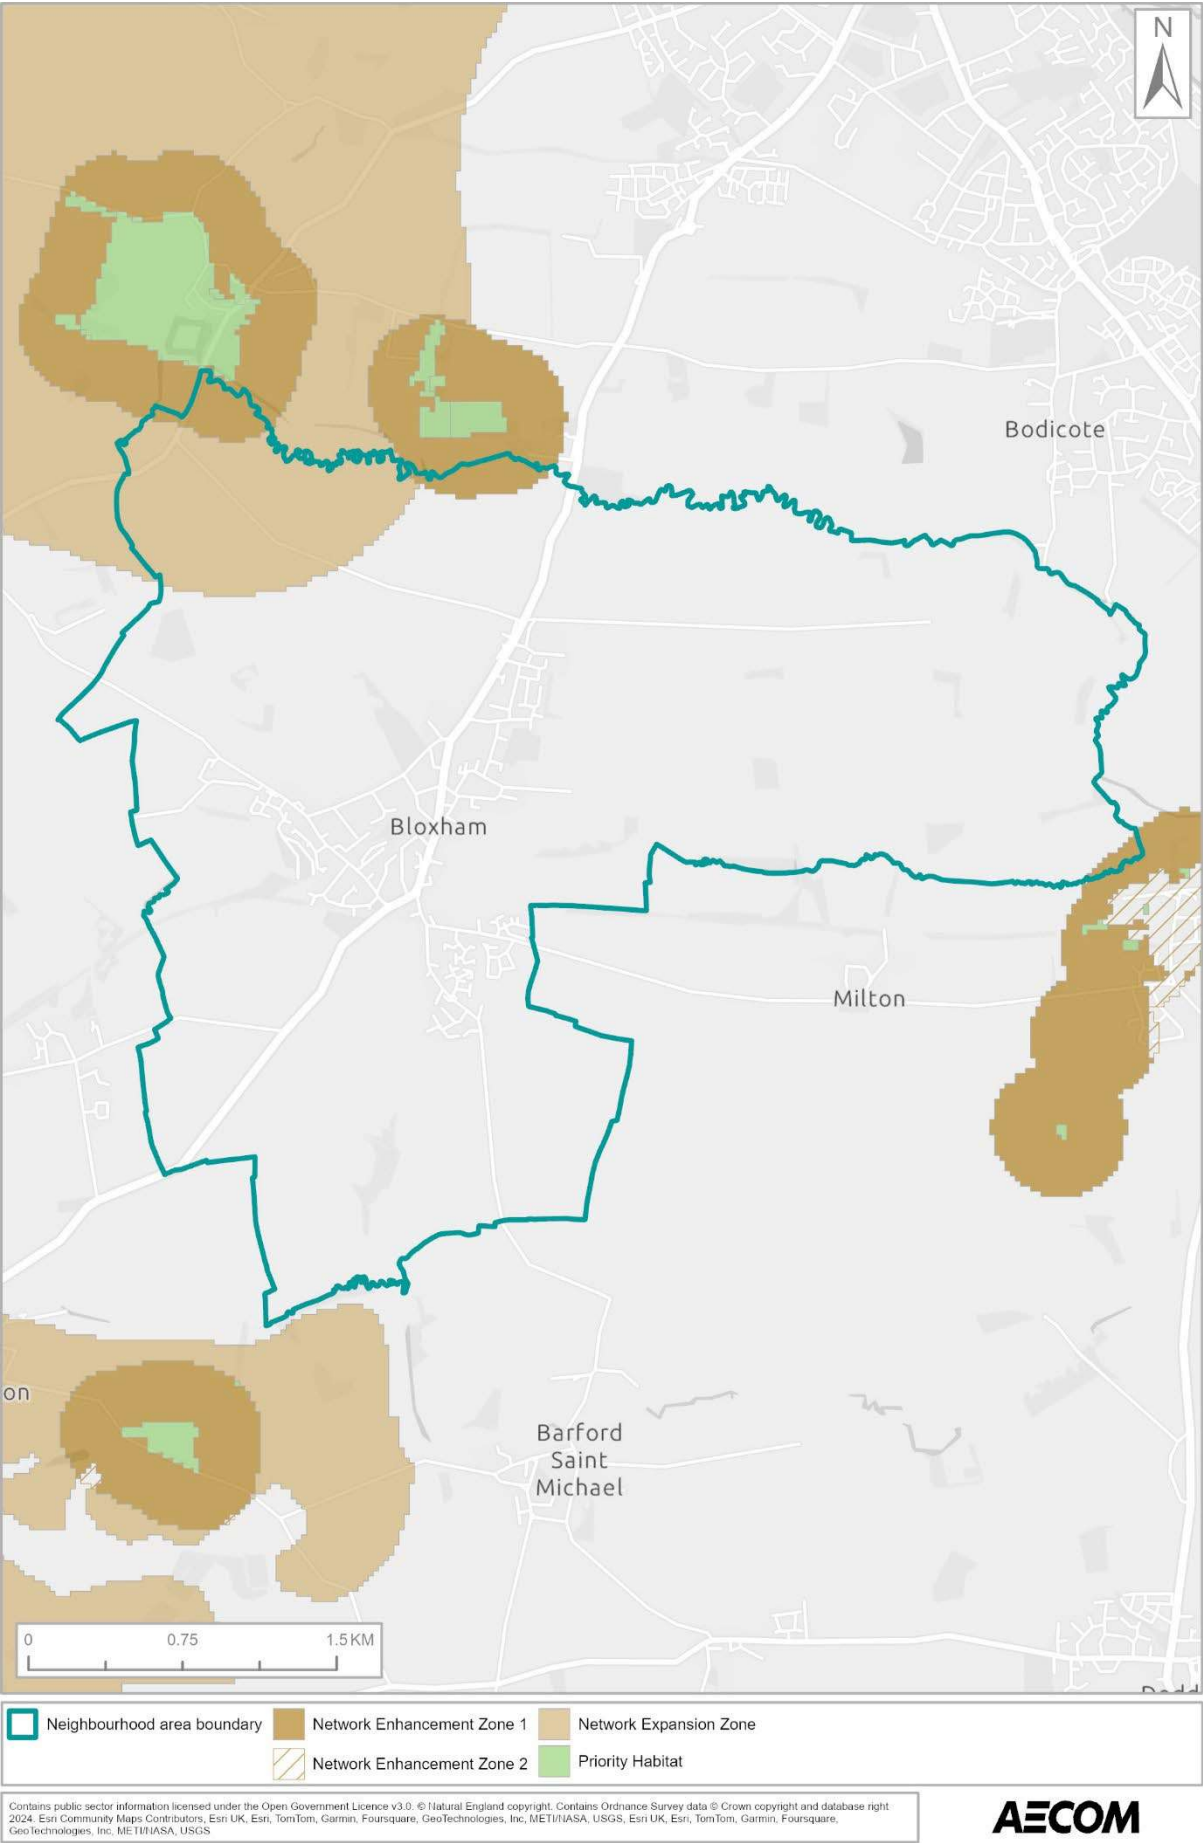 N
Bodicote
Bloxham
Milton
on
Barford
Saint
Michael
0 0.75 1.5 KM
Neighbourhood area boundary Network Enhancement Zone 1 Network Expansion Zone
Network Enhancement Zone 2 Priority Habitat
Contains public sector information licensed under the Open Government Licence v3.0. © Natural England copyright. Contains Ordnance Survey data © Crown copyright and database right
2024. Esri Community Maps Contributors, Esri UK, Esri, TomTom, Garmin, Foursquare, GeoTechnologies, Inc, METI/NASA, USGS, Esri UK, Esri, TomTom, Garmin, Foursquare,
GeoTechnologies, Inc, METI/NASA, USGS
AECOM